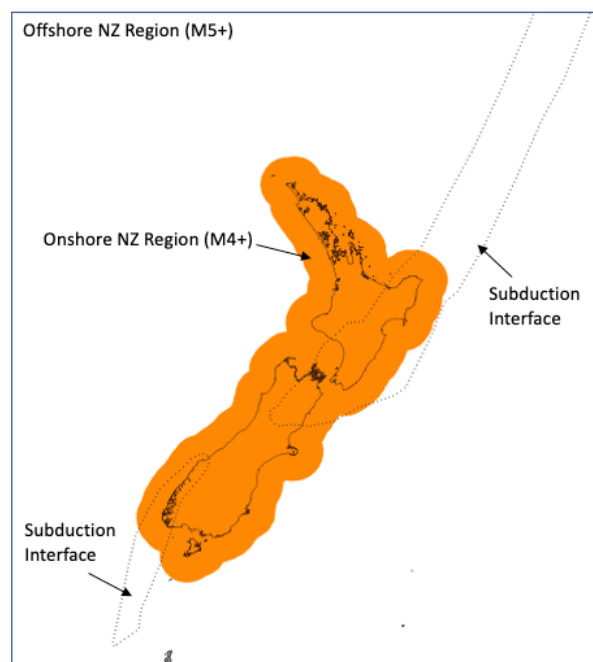 Offshore NZ Region (M5+)
Onshore NZ Region (M4+)
Subduction
Interface
Subduction
Interface